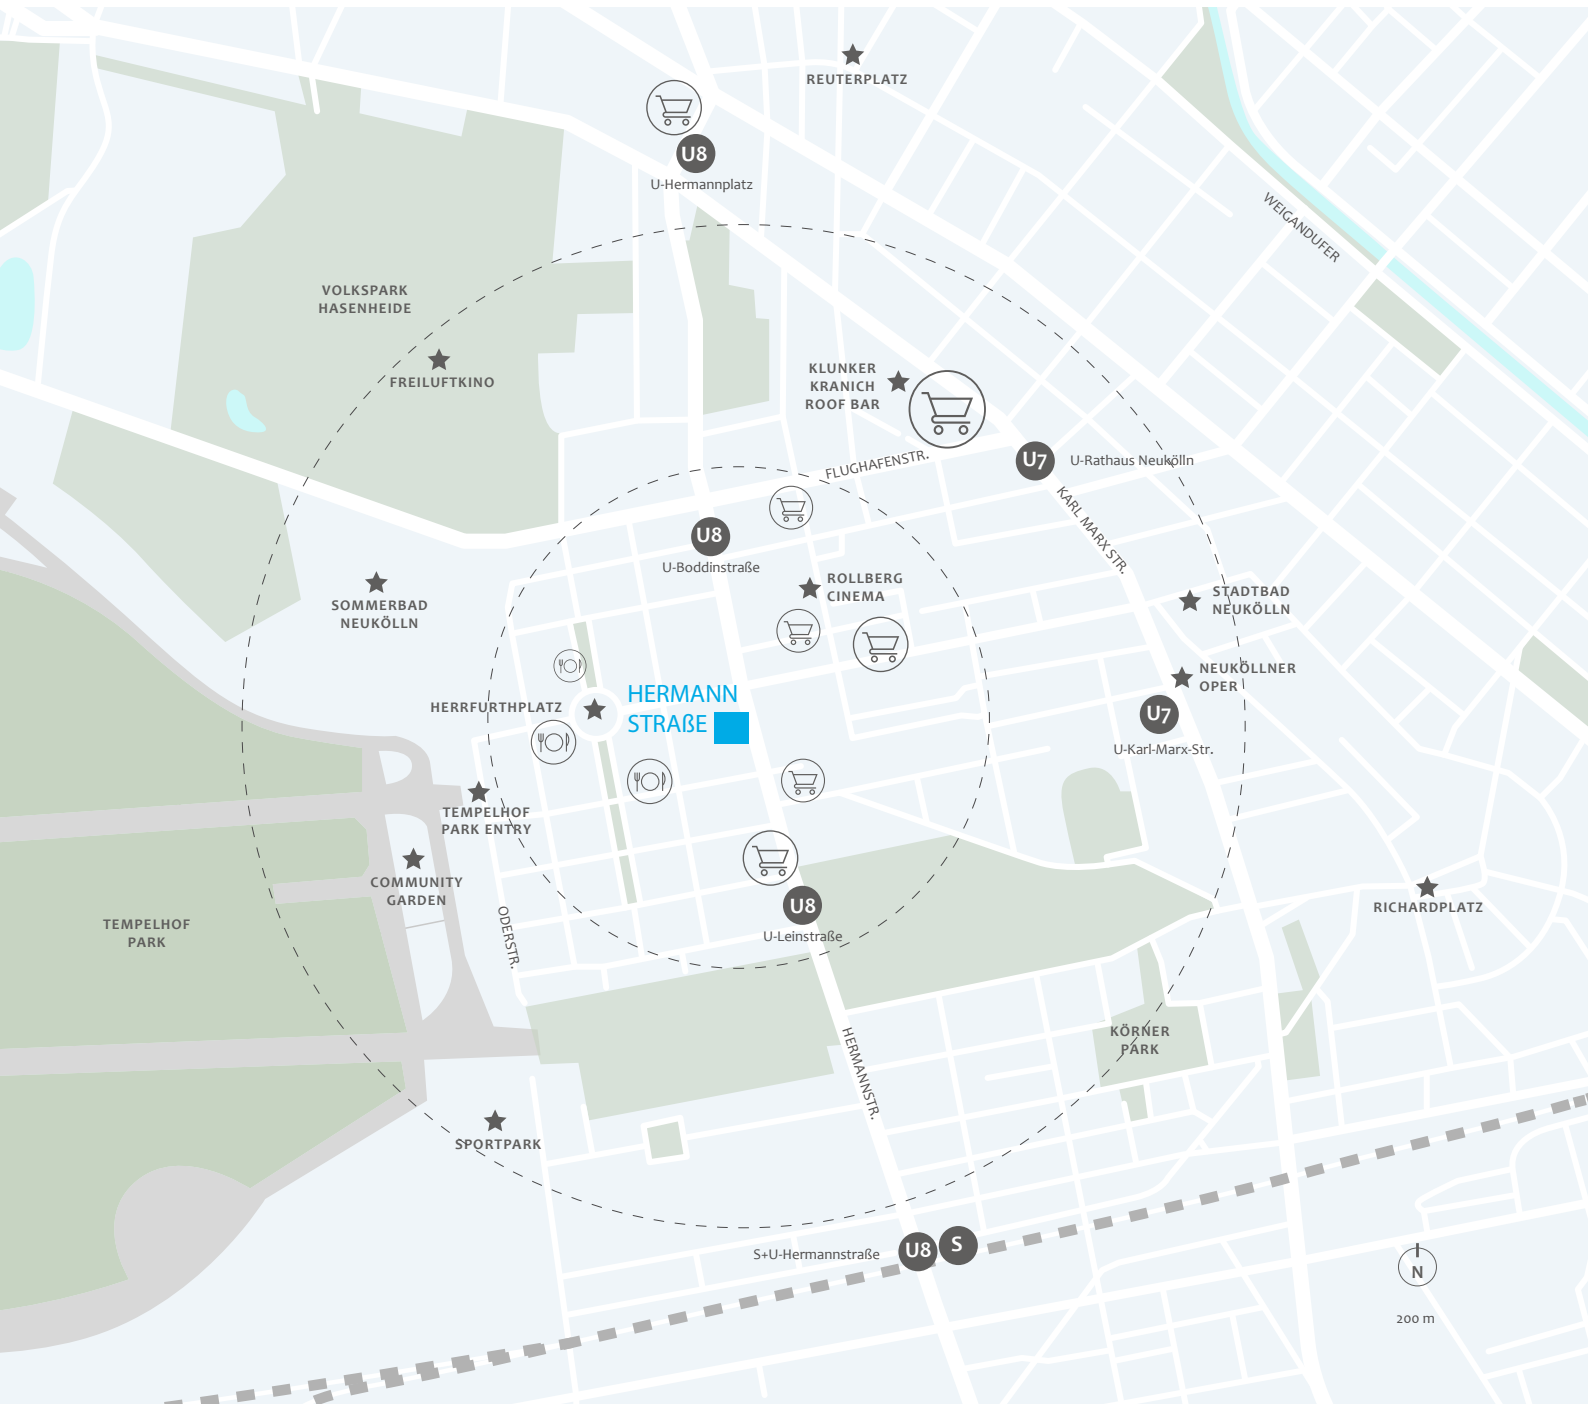 REUTERPLATZ
U8
U-Hermannplatz
WEIGANDUFER
VOLKSPARK
HASENHEIDE
FREILUFTKINO
KLUNKER
KRANICH
ROOF BAR
FLUGHAFENSTR.
U7
U-Rathaus Neukölln
KARL MARX STR.
U8
U-Boddinstraße
ROLLBERG
CINEMA
SOMMERBAD
NEUKÖLLN
STADTBAD
NEUKÖLLN
NEUKÖLLNER
OPER
HERRFURTHPLATZ
HERMANN
STRAßE
U7
U-Karl-Marx-Str.
TEMPELHOF
PARK ENTRY
COMMUNITY
GARDEN
TEMPELHOF
PARK
ODERSTR.
U8
U-Leinstraße
RICHARDPLATZ
KÖRNER
PARK
HERMANNSTR.
SPORTPARK
S+U-Hermannstraße
U8
S
N
200 m